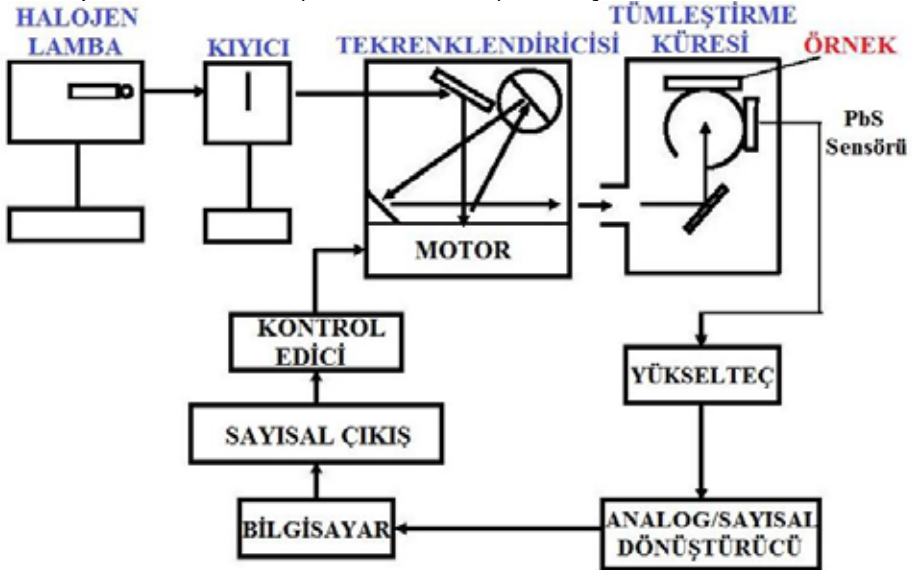 HALOJEN
LAMBA
KIYICI
TEKRENKLENDİRİCİSİ
TÜMLEŞTİRME
KÜRESİ
ÖRNEK
PbS
Sensörü
MOTOR
KONTROL
EDİCİ
YÜKSELTEÇ
SAYISAL ÇIKIŞ
BİLGİSAYAR
ANALOG/SAYISAL
DÖNÜŞTÜRÜCÜ